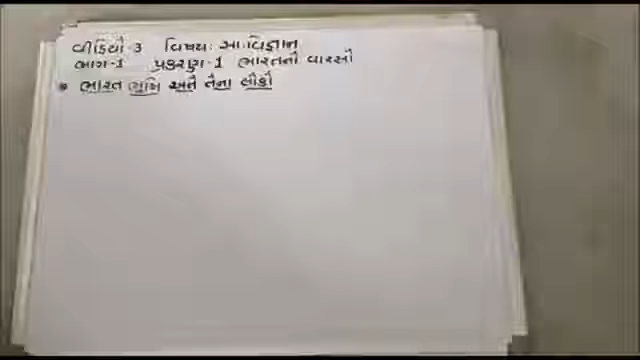 વીડિયો-3 વિષય: સા.વિજ્ઞાન
ભાગ-1 પ્રકરણ-1 ભારતનો વારસો
* ભારત ભુમિ અને તેના લોકો